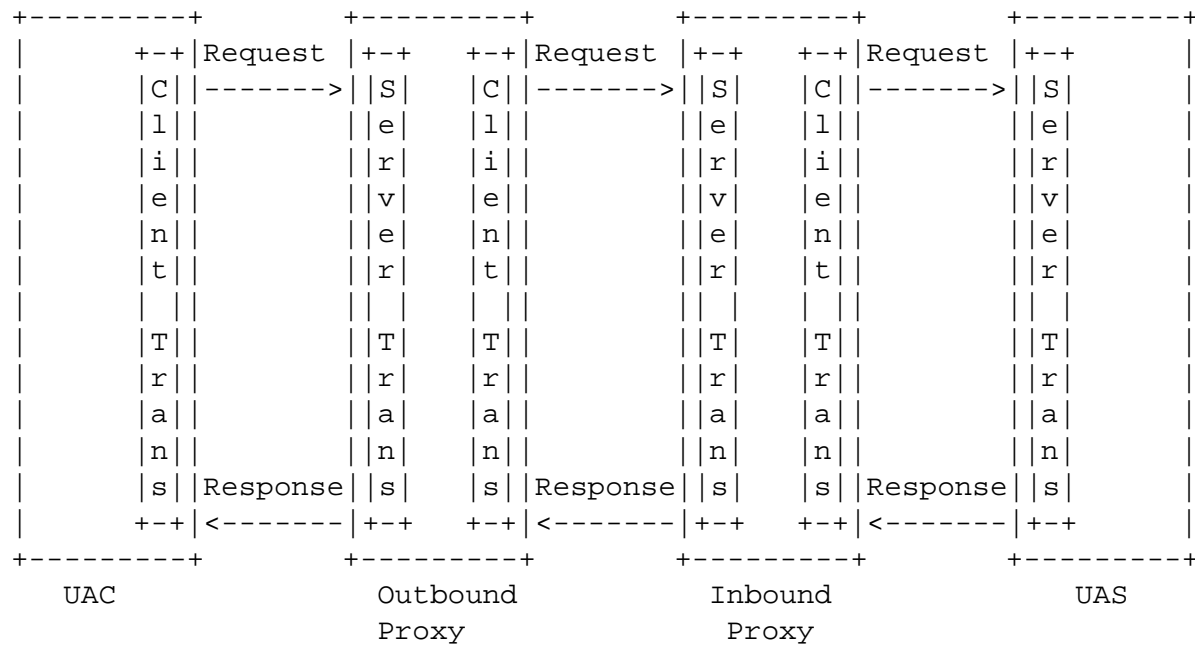 +---------+        +---------+        +---------+        +---------+
|      +-+|Request |+-+   +-+|Request |+-+   +-+|Request |+-+      |
|      |C||------->||S|   |C||------->||S|   |C||------->||S|      |
|      |l||        ||e|   |l||        ||e|   |l||        ||e|      |
|      |i||        ||r|   |i||        ||r|   |i||        ||r|      |
|      |e||        ||v|   |e||        ||v|   |e||        ||v|      |
|      |n||        ||e|   |n||        ||e|   |n||        ||e|      |
|      |t||        ||r|   |t||        ||r|   |t||        ||r|      |
|      | ||        || |   | ||        || |   | ||        || |      |
|      |T||        ||T|   |T||        ||T|   |T||        ||T|      |
|      |r||        ||r|   |r||        ||r|   |r||        ||r|      |
|      |a||        ||a|   |a||        ||a|   |a||        ||a|      |
|      |n||        ||n|   |n||        ||n|   |n||        ||n|      |
|      |s||Response||s|   |s||Response||s|   |s||Response||s|      |
|      +-+|<-------|+-+   +-+|<-------|+-+   +-+|<-------|+-+      |
+---------+        +---------+        +---------+        +---------+
   UAC               Outbound           Inbound              UAS
                     Proxy               Proxy